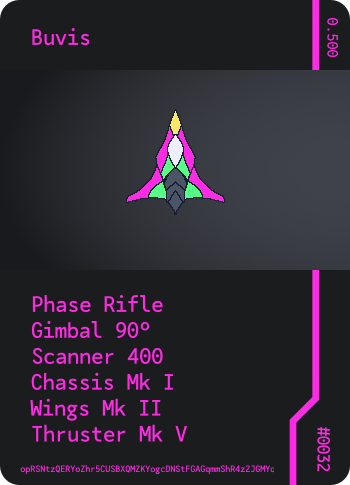 Buvis
0.500
Phase Rifle
Gimbal 90°
Scanner 400
Chassis Mk I
Wings Mk II
Thruster Mk V
#0032
opRSNtzQERYoZhr5CUSBXQMZKYogcDNStFGAGqmmShR4z2JGMYc